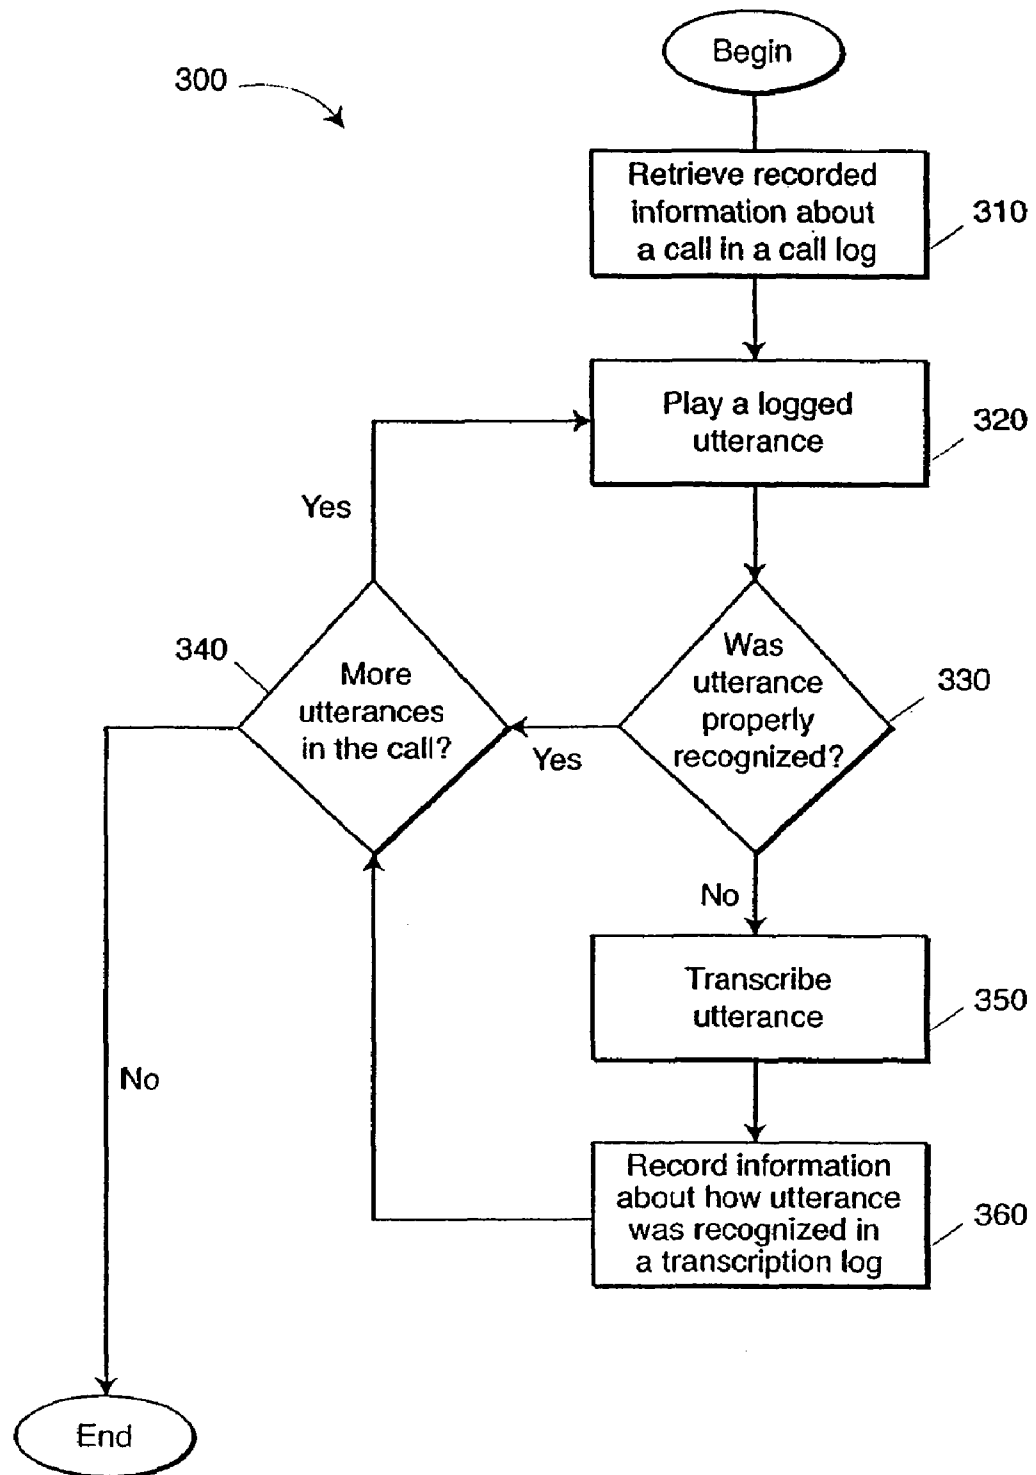 Begin
300
Retrieve recorded
information about
a call in a call log
310
Play a logged
utterance
320
Yes
Was
utterance
properly
recognized?
330
340
More
utterances
in the call?
Yes
No
Transcribe
utterance
350
No
Record information
about how utterance
was recognized in
a transcription log
360
End